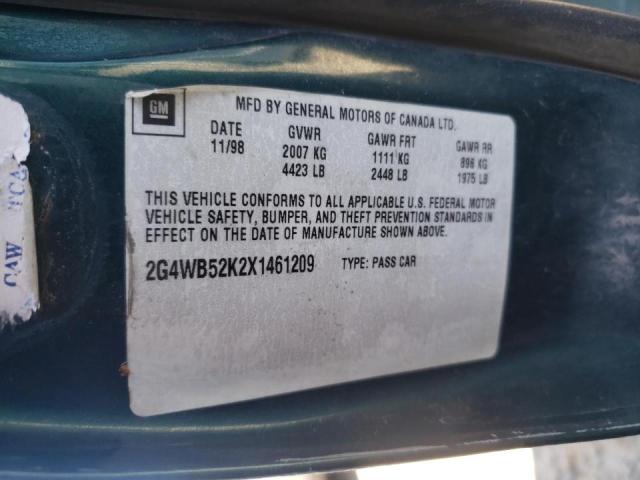 GM
MFD BY GENERAL MOTORS OF CANADA LTD.
DATE GVWR GAWR FRT GAWR RR
11/98 2007 KG 1111 KG 896 KG
4423 LB 2448 LB 1975 LB
THIS VEHICLE CONFORMS TO ALL APPLICABLE U.S. FEDERAL MOTOR
VEHICLE SAFETY, BUMPER, AND THEFT PREVENTION STANDARDS IN
EFFECT ON THE DATE OF MANUFACTURE SHOWN ABOVE.
2G4WB52K2X1461209 TYPE: PASS CAR
CAW TCA